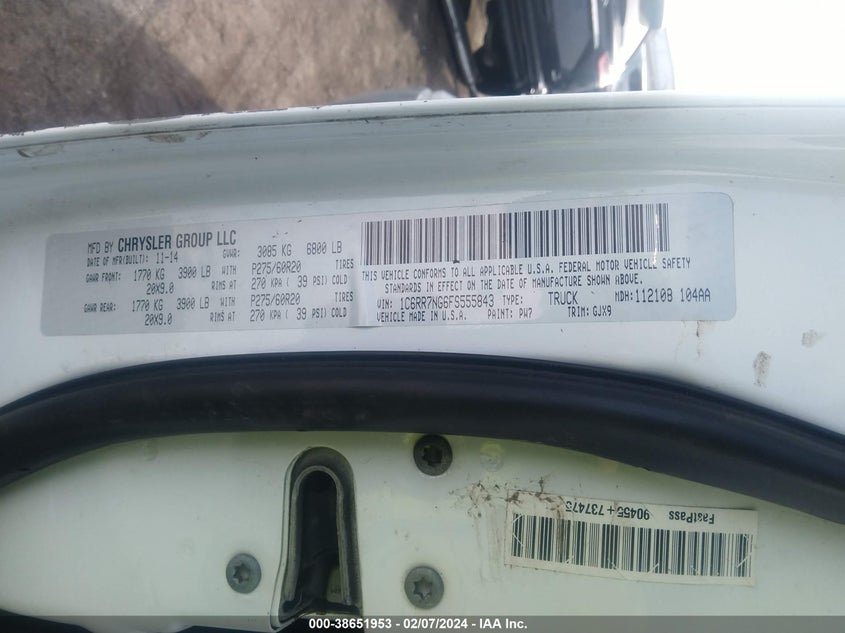 MFD BY CHRYSLER GROUP LLC
DATE OF MFR(BUILT): 11-14 GVWR: 3085 KG 6800 LB
GAWR FRONT: 1770 KG 3900 LB WITH P275/60R20 TIRES
20X9.0 RIMS AT 270 KPA ( 39 PSI) COLD
GAWR REAR: 1770 KG 3900 LB WITH P275/60R20 TIRES
20X9.0 RIMS AT 270 KPA ( 39 PSI) COLD
THIS VEHICLE CONFORMS TO ALL APPLICABLE U.S.A. FEDERAL MOTOR VEHICLE SAFETY
STANDARDS IN EFFECT ON THE DATE OF MANUFACTURE SHOWN ABOVE.
VIN: 1C6RR7NG6FS555843 TYPE: TRUCK MDH: 112108 104AA
VEHICLE MADE IN U.S.A. PAINT: PW7 TRIM: GJX9
FastPass
90455+737475
000-38651953 — 02/07/2024 — IAA Inc.